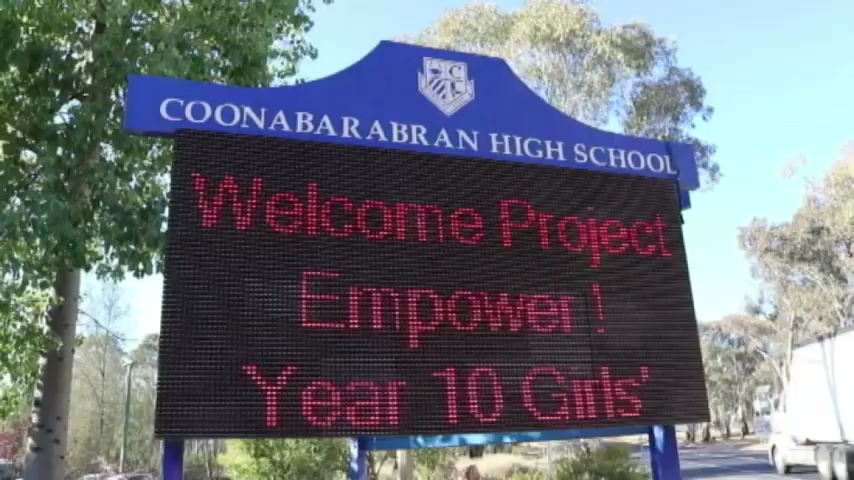 COONABARABRAN HIGH SCHOOL
Welcome Project
Empower !
Year 10 Girls'